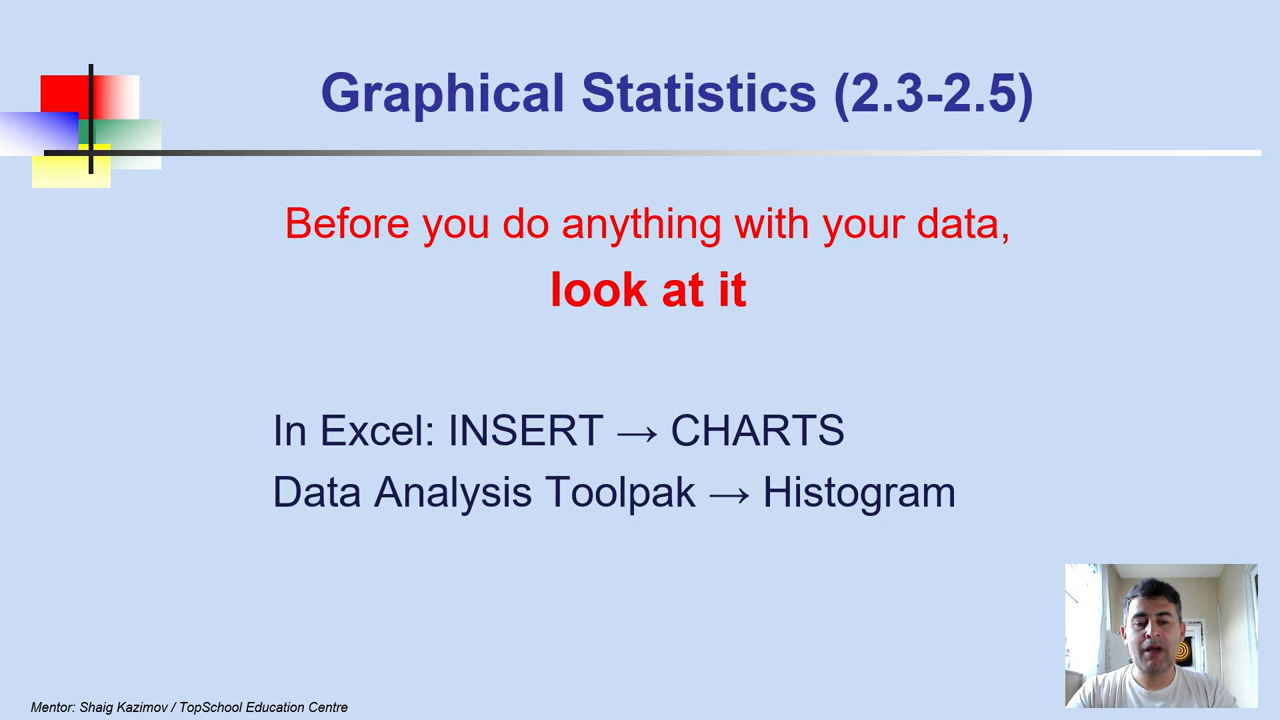 Graphical Statistics (2.3-2.5)
Before you do anything with your data,
look at it
In Excel: INSERT → CHARTS
Data Analysis Toolpak → Histogram
Mentor: Shaig Kazimov / TopSchool Education Centre